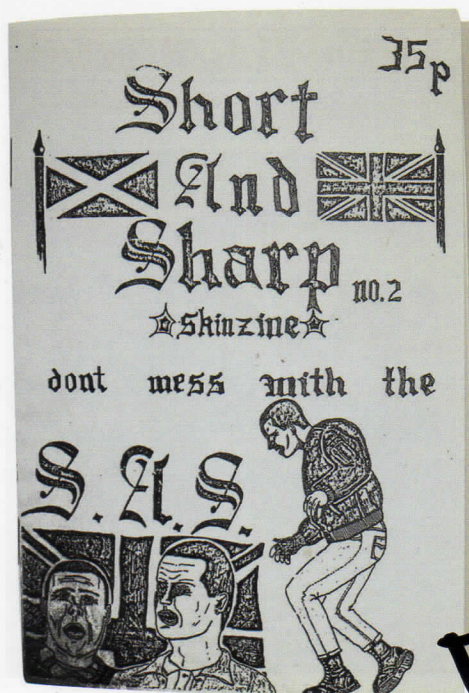 35p
Short
And
Sharp no.2
skinzine
dont mess with the
S.A.S.